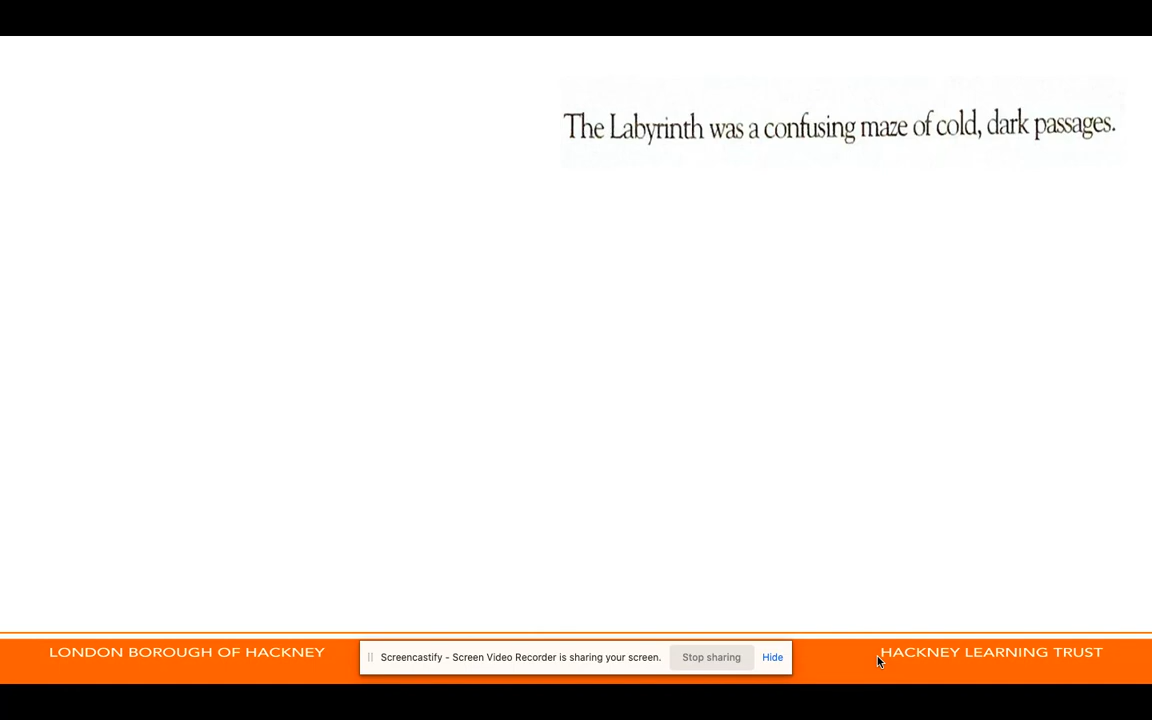 The Labyrinth was a confusing maze of cold, dark passages.
LONDON BOROUGH OF HACKNEY
Screencastify - Screen Video Recorder is sharing your screen.
Stop sharing
Hide
HACKNEY LEARNING TRUST